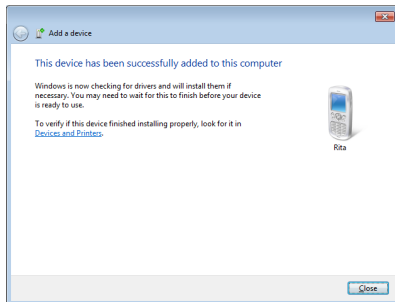 Add a device
This device has been successfully added to this computer
Windows is now checking for drivers and will install them if
necessary. You may need to wait for this to finish before your device
is ready to use.
To verify if this device finished installing properly, look for it in
Devices and Printers.
Rita
Close